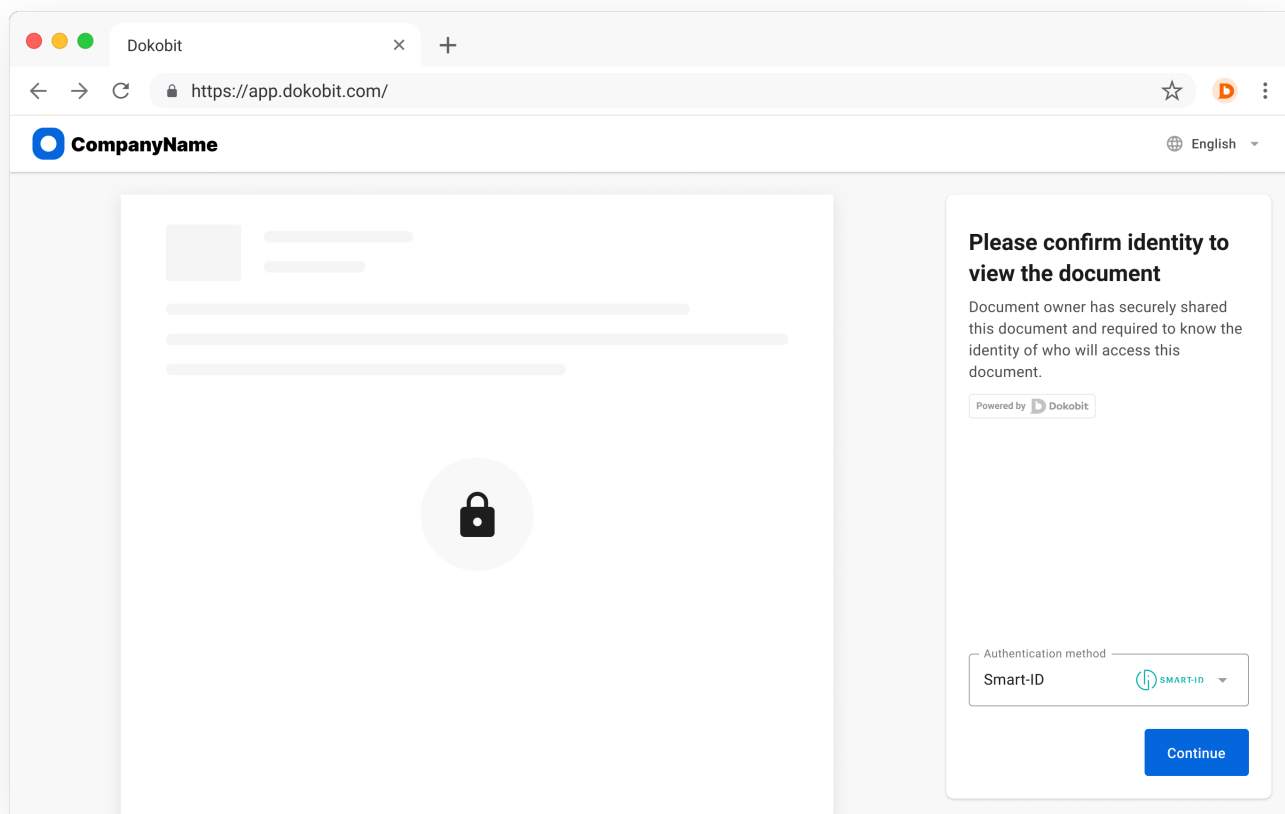 Dokobit
https://app.dokobit.com/
CompanyName
English
Please confirm identity to
view the document
Document owner has securely shared
this document and required to know the
identity of who will access this
document.
Powered by Dokobit
Authentication method
Smart-ID
SMART-ID
Continue